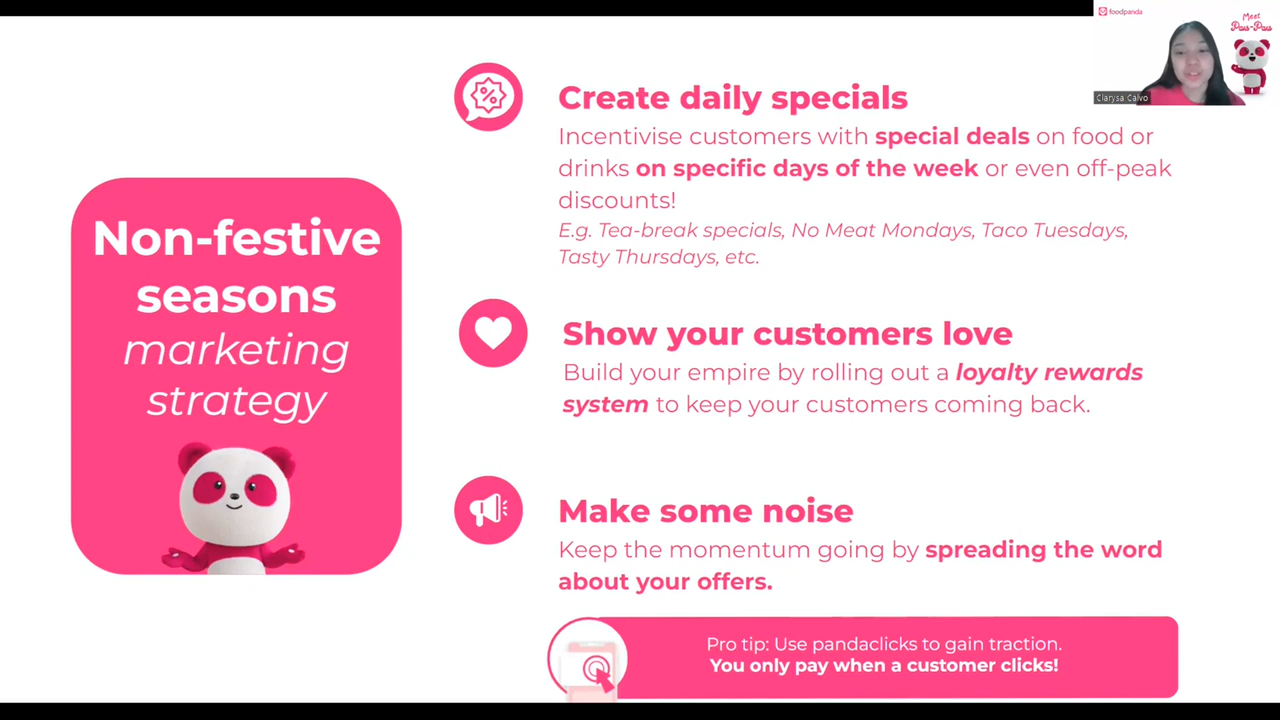 foodpanda
Meet
Pau-Pau
Clarysa Calvo
Non-festive
seasons
marketing
strategy
Create daily specials
Incentivise customers with special deals on food or
drinks on specific days of the week or even off-peak
discounts!
E.g. Tea-break specials, No Meat Mondays, Taco Tuesdays,
Tasty Thursdays, etc.
Show your customers love
Build your empire by rolling out a loyalty rewards
system to keep your customers coming back.
Make some noise
Keep the momentum going by spreading the word
about your offers.
Pro tip: Use pandaclicks to gain traction.
You only pay when a customer clicks!